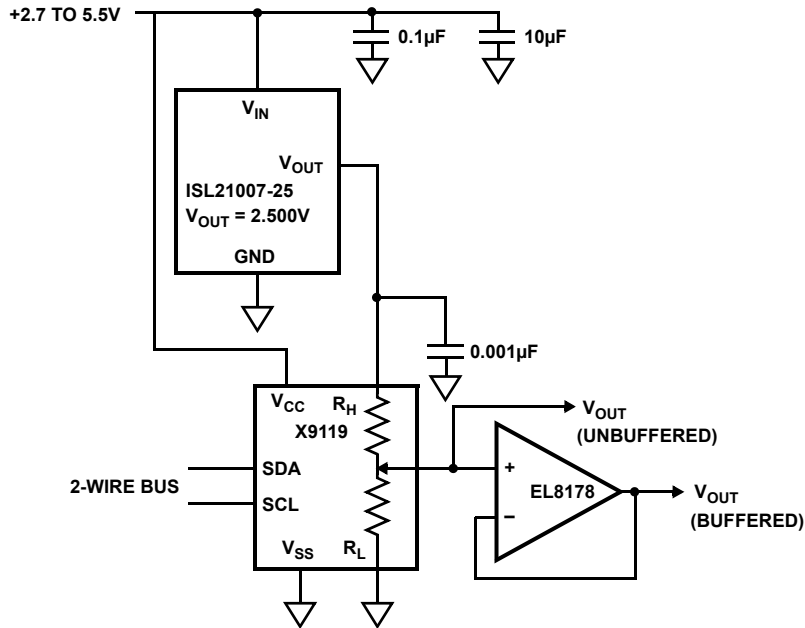 +2.7 TO 5.5V
0.1µF
10µF
VIN
VOUT
ISL21007-25
VOUT = 2.500V
GND
0.001µF
VCC
RH
X9119
VOUT
(UNBUFFERED)
2-WIRE BUS
SDA
SCL
+
EL8178
−
VOUT
(BUFFERED)
VSS
RL